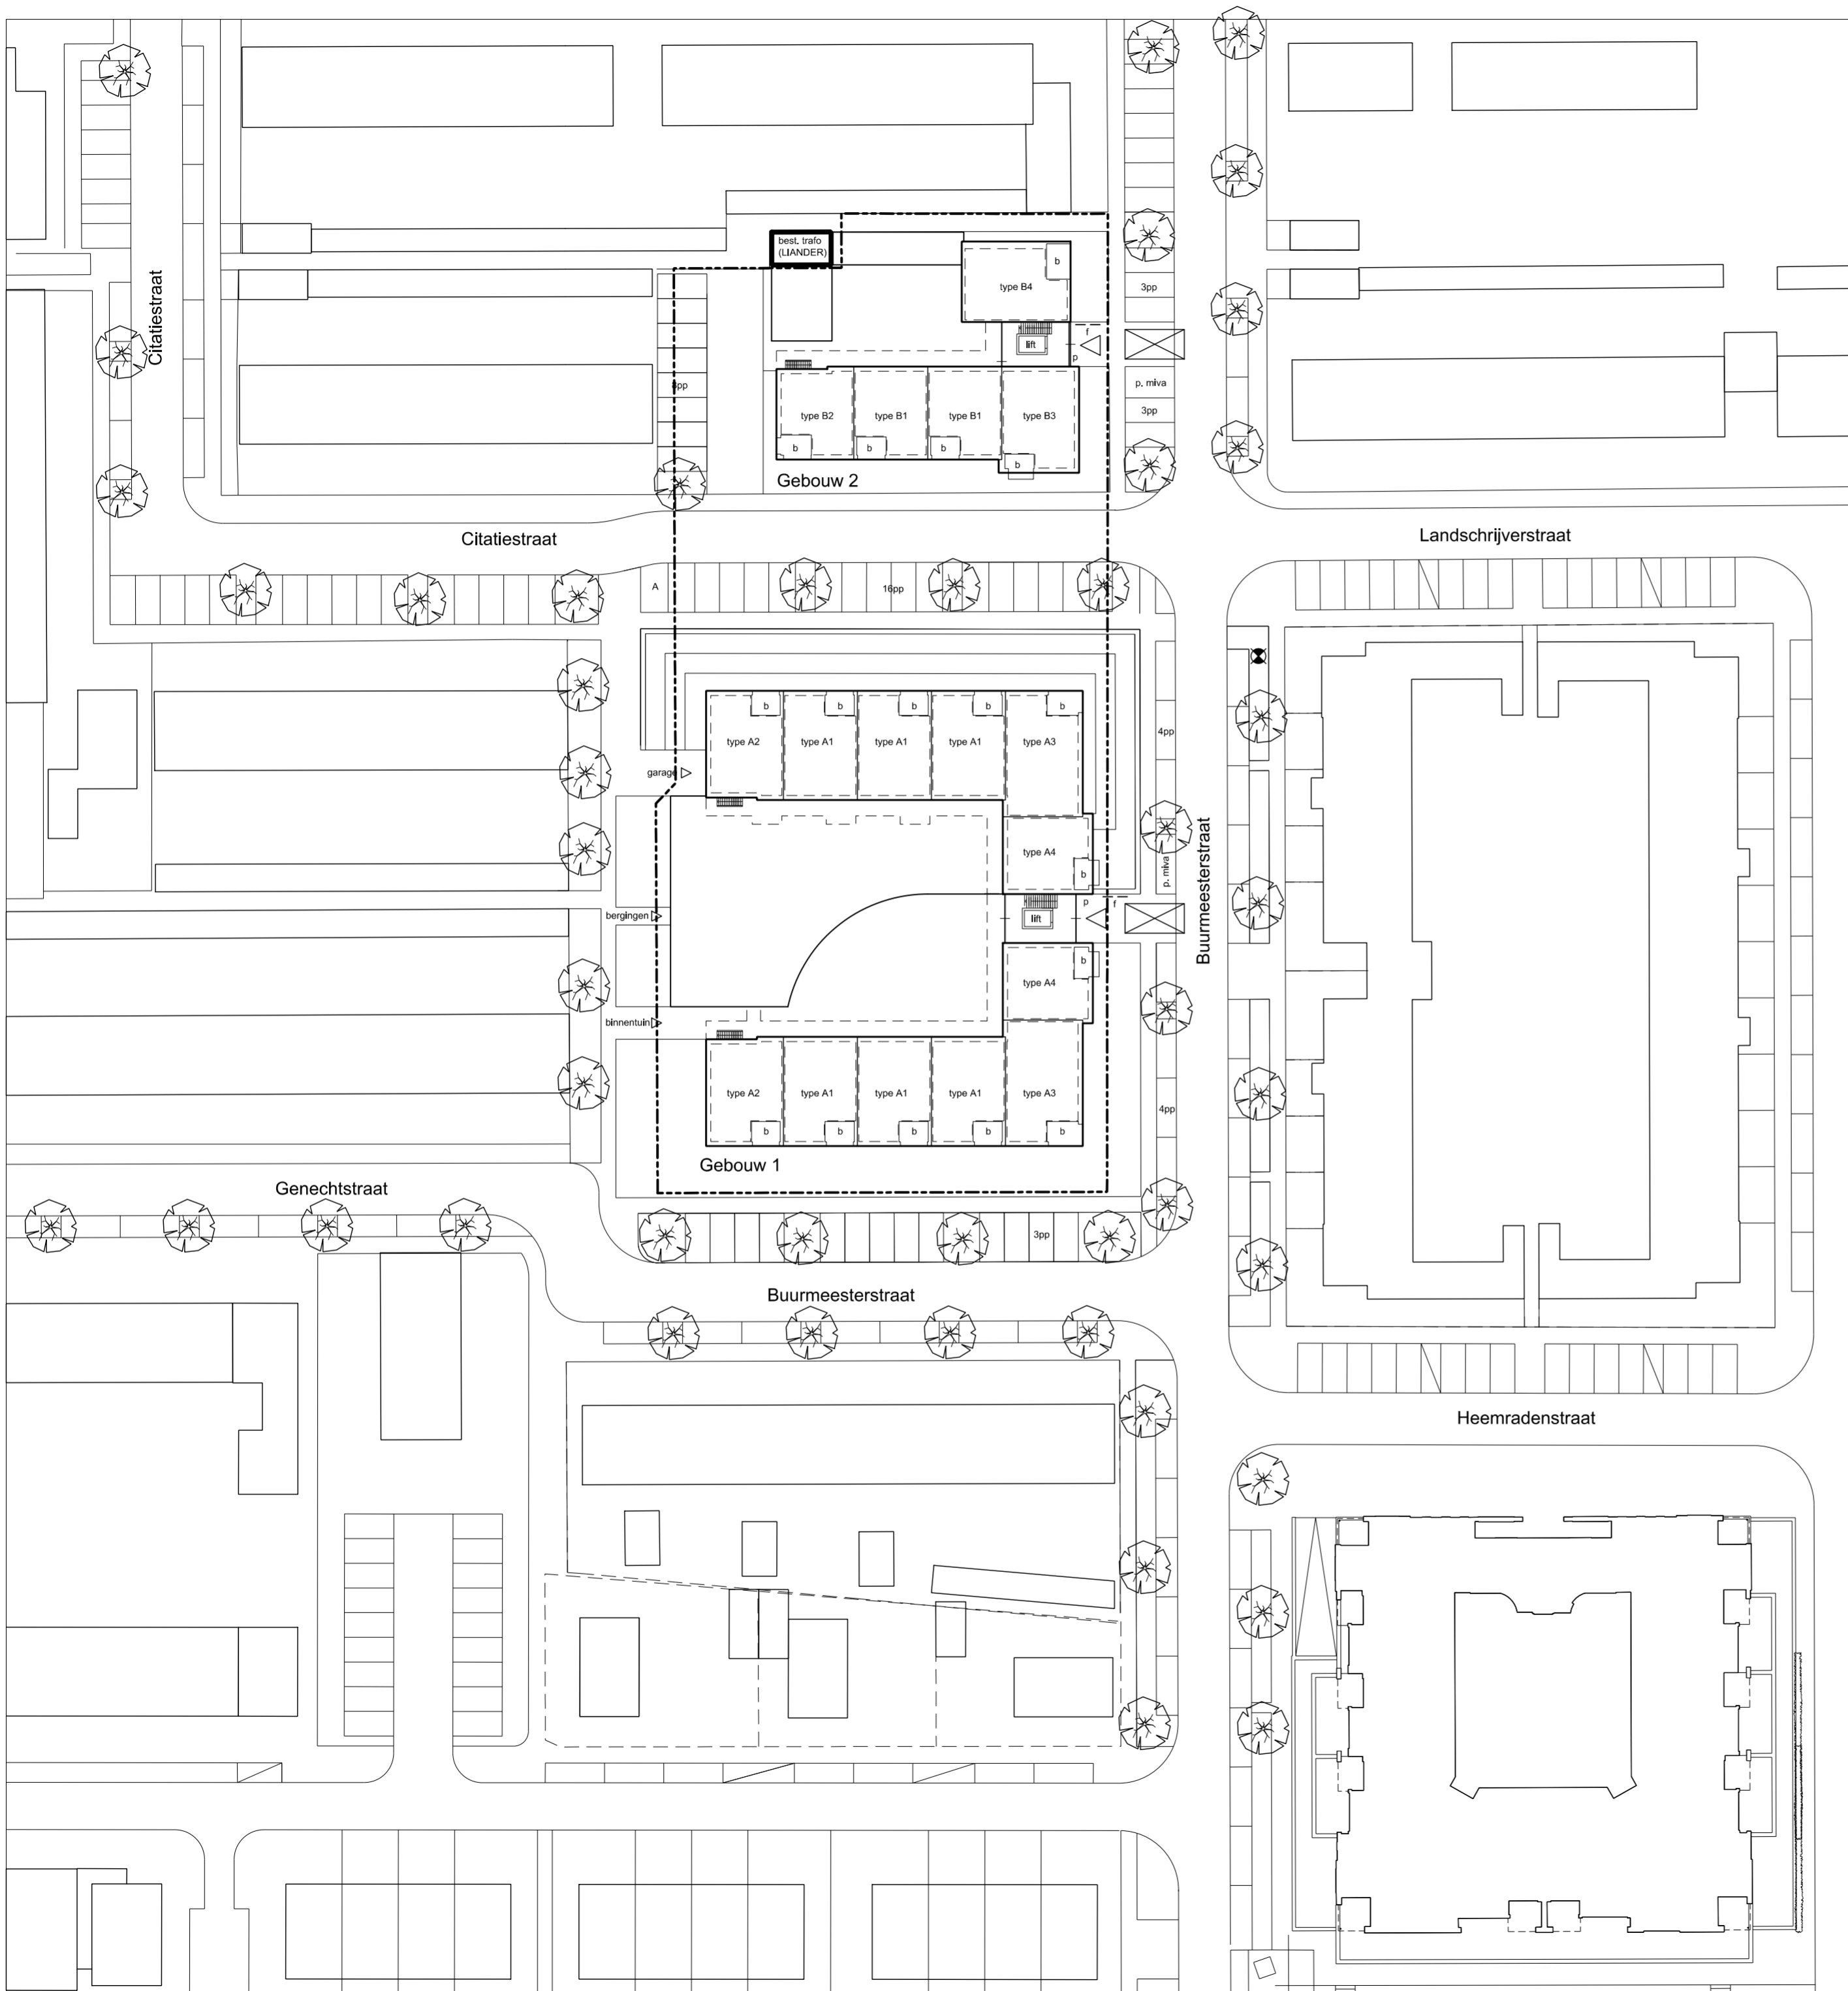 best. trafo
(LIANDER)
b
type B4
3pp
Citatiestraat
f
lift
p
p. miva
8pp
3pp
type B2
type B1
type B1
type B3
b
b
b
b
Gebouw 2
Citatiestraat
Landschrijverstraat
A
16pp
b
b
b
b
b
4pp
type A2
type A1
type A1
type A1
type A3
garage
type A4
Buurmeesterstraat
p. miva
b
p
f
bergingen
lift
b
type A4
binnentuin
type A2
type A1
type A1
type A1
type A3
4pp
b
b
b
b
b
Gebouw 1
Genechtstraat
3pp
Buurmeesterstraat
Heemradenstraat